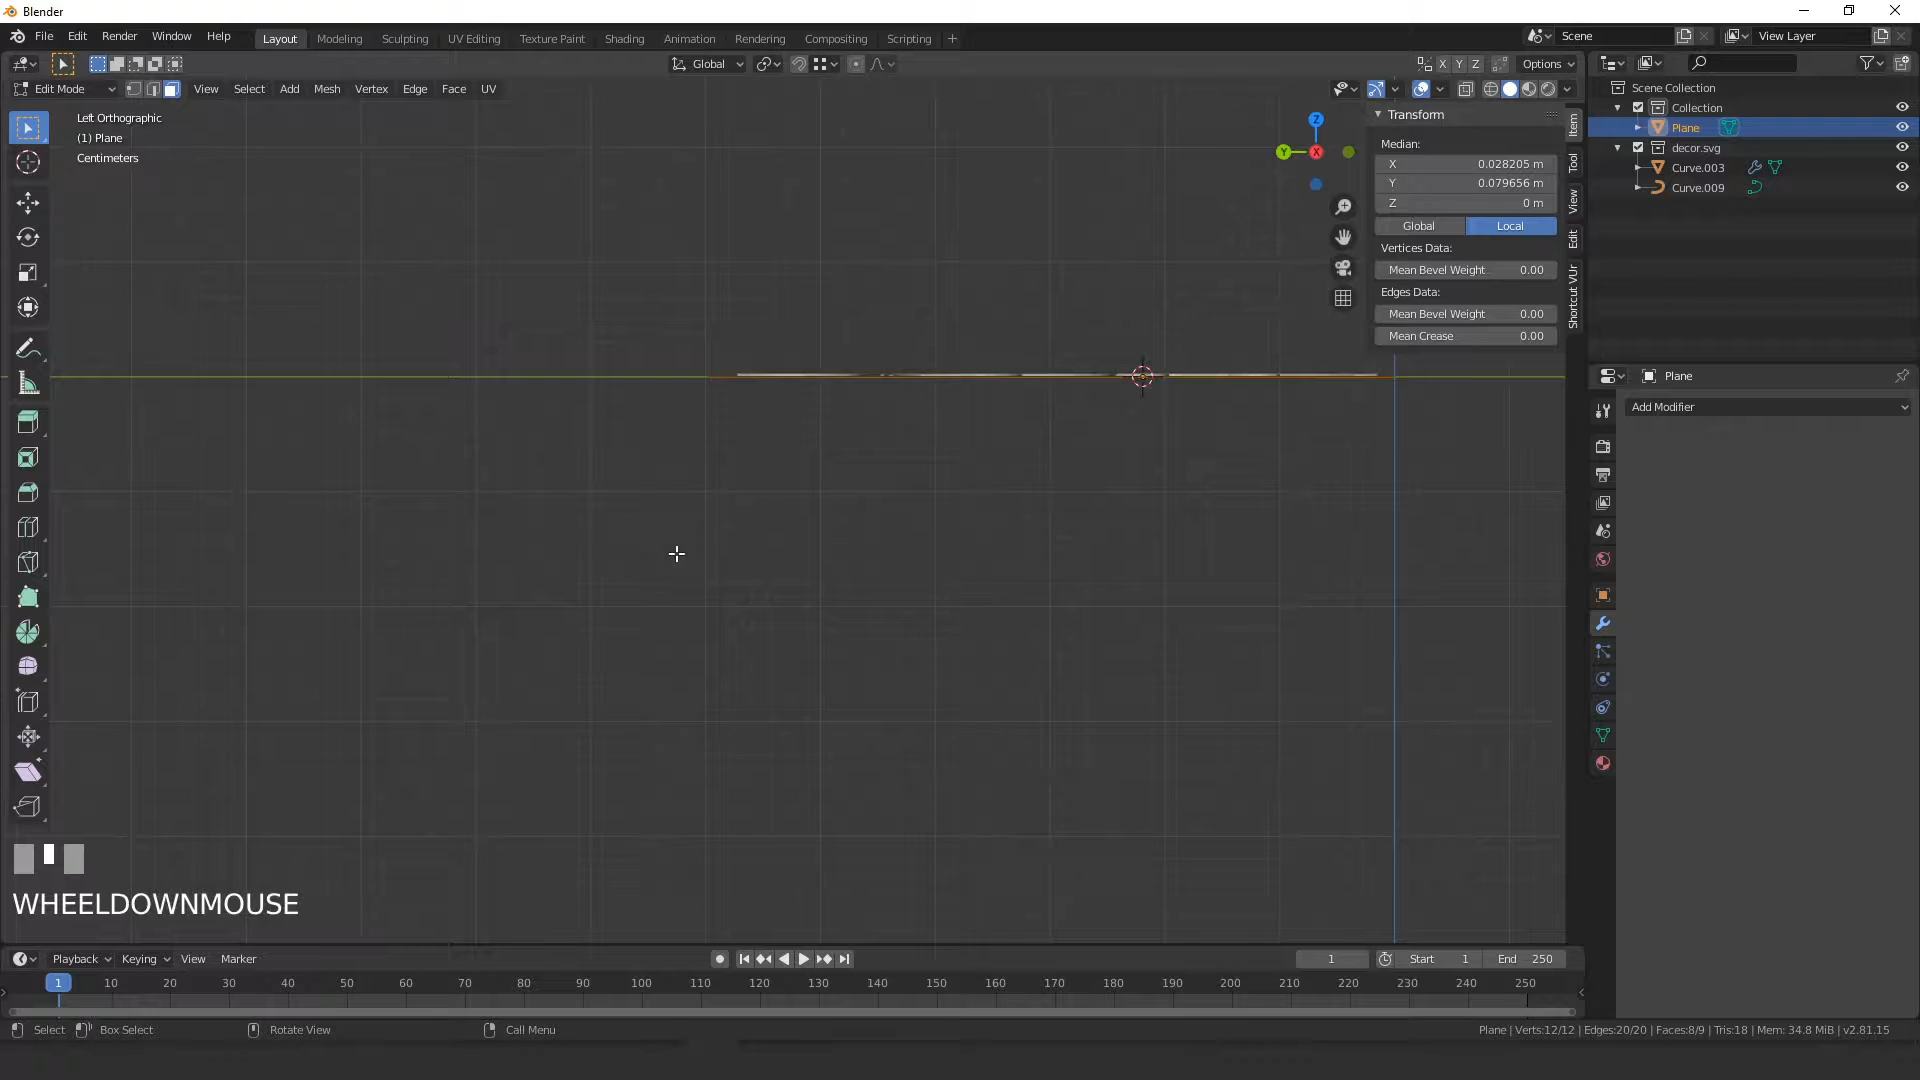 Blender
File Edit Render Window Help Layout Modeling Sculpting UV Editing Texture Paint Shading Animation Rendering Compositing Scripting Scene View Layer
Global X Y Z Options
Edit Mode View Select Add Mesh Vertex Edge Face UV
Left Orthographic
(1) Plane
Centimeters
Z
Y
X
Transform
Median:
X 0.028205 m
Y 0.079656 m
Z 0 m
Global Local
Vertices Data:
Mean Bevel Weight 0.00
Edges Data:
Mean Bevel Weight 0.00
Mean Crease 0.00
Item
Tool
View
Edit
Shortcut VUr
Scene Collection
Collection
Plane
decor.svg
Curve.003
Curve.009
Plane
Add Modifier
WHEELDOWNMOUSE
Playback Keying View Marker 1 Start 1 End 250
1 10 20 30 40 50 60 70 80 90 100 110 120 130 140 150 160 170 180 190 200 210 220 230 240 250
Select Box Select Rotate View Call Menu Plane | Verts:12/12 | Edges:20/20 | Faces:8/9 | Tris:18 | Mem: 34.8 MiB | v2.81.15